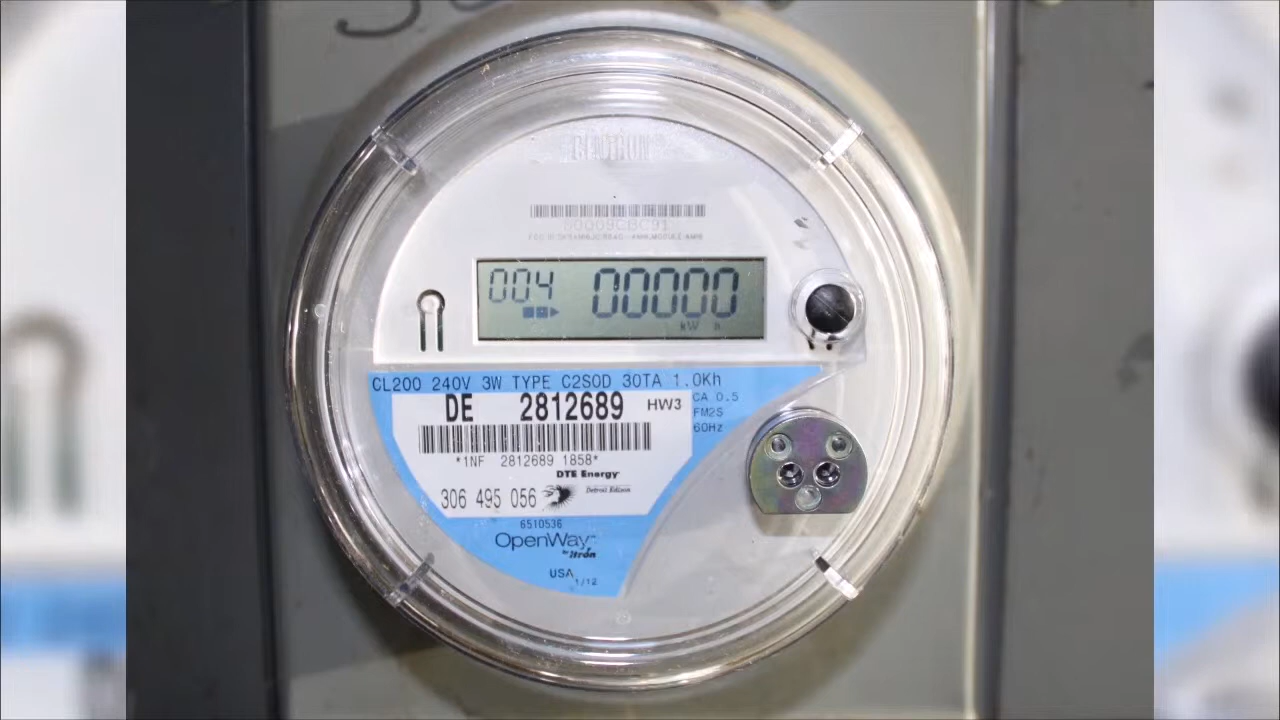 CENTRON
60069CBC91
004 00000
kW h
CL200 240V 3W TYPE C2SOD 30TA 1.0Kh
DE 2812689 HW3
CA 0.5
FM2S
60Hz
*1NF 2812689 1858*
DTE Energy
306 495 056 Detroit Edison
6510536
OpenWay
by Itron
USA
1/12